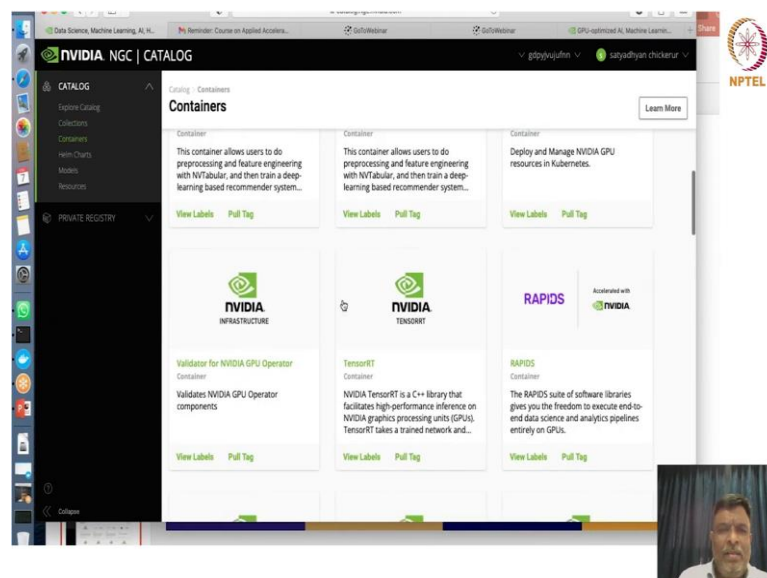 Data Science, Machine Learning, AI, H...
Reminder: Course on Applied Accelera...
GoToWebinar
GoToWebinar
GPU-optimized AI, Machine Learnin...
Share
NPTEL
NVIDIA. NGC | CATALOG
gdpyjvujufnn
satyadhyan chickerur
CATALOG
Explore Catalog
Collections
Containers
Helm Charts
Models
Resources
PRIVATE REGISTRY
Collapse
Catalog > Containers
Containers
Learn More
Container
This container allows users to do
preprocessing and feature engineering
with NVTabular, and then train a deep-
learning based recommender system...
View Labels Pull Tag
Container
This container allows users to do
preprocessing and feature engineering
with NVTabular, and then train a deep-
learning based recommender system...
View Labels Pull Tag
Container
Deploy and Manage NVIDIA GPU
resources in Kubernetes.
View Labels Pull Tag
NVIDIA.
INFRASTRUCTURE
Validator for NVIDIA GPU Operator
Container
Validates NVIDIA GPU Operator
components
View Labels Pull Tag
NVIDIA.
TENSORRT
TensorRT
Container
NVIDIA TensorRT is a C++ library that
facilitates high-performance inference on
NVIDIA graphics processing units (GPUs).
TensorRT takes a trained network and...
View Labels Pull Tag
RAPIDS
Accelerated with
NVIDIA.
RAPIDS
Container
The RAPIDS suite of software libraries
gives you the freedom to execute end-to-
end data science and analytics pipelines
entirely on GPUs.
View Labels Pull Tag